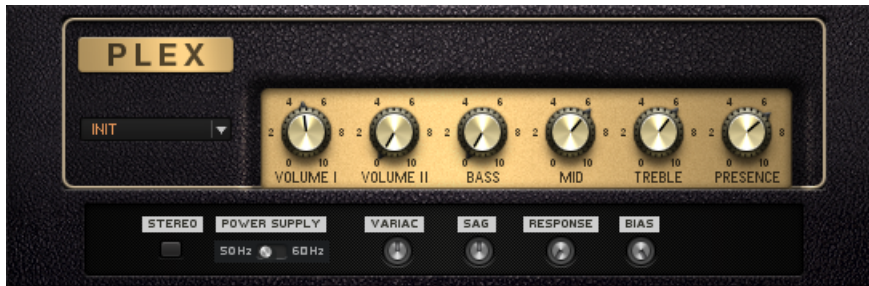 PLEX
INIT
4 6 4 6 4 6 4 6 4 6 4 6
2 8 2 8 2 8 2 8 2 8 2 8
0 10 0 10 0 10 0 10 0 10 0 10
VOLUME I VOLUME II BASS MID TREBLE PRESENCE
STEREO POWER SUPPLY VARIAC SAG RESPONSE BIAS
50Hz 60Hz